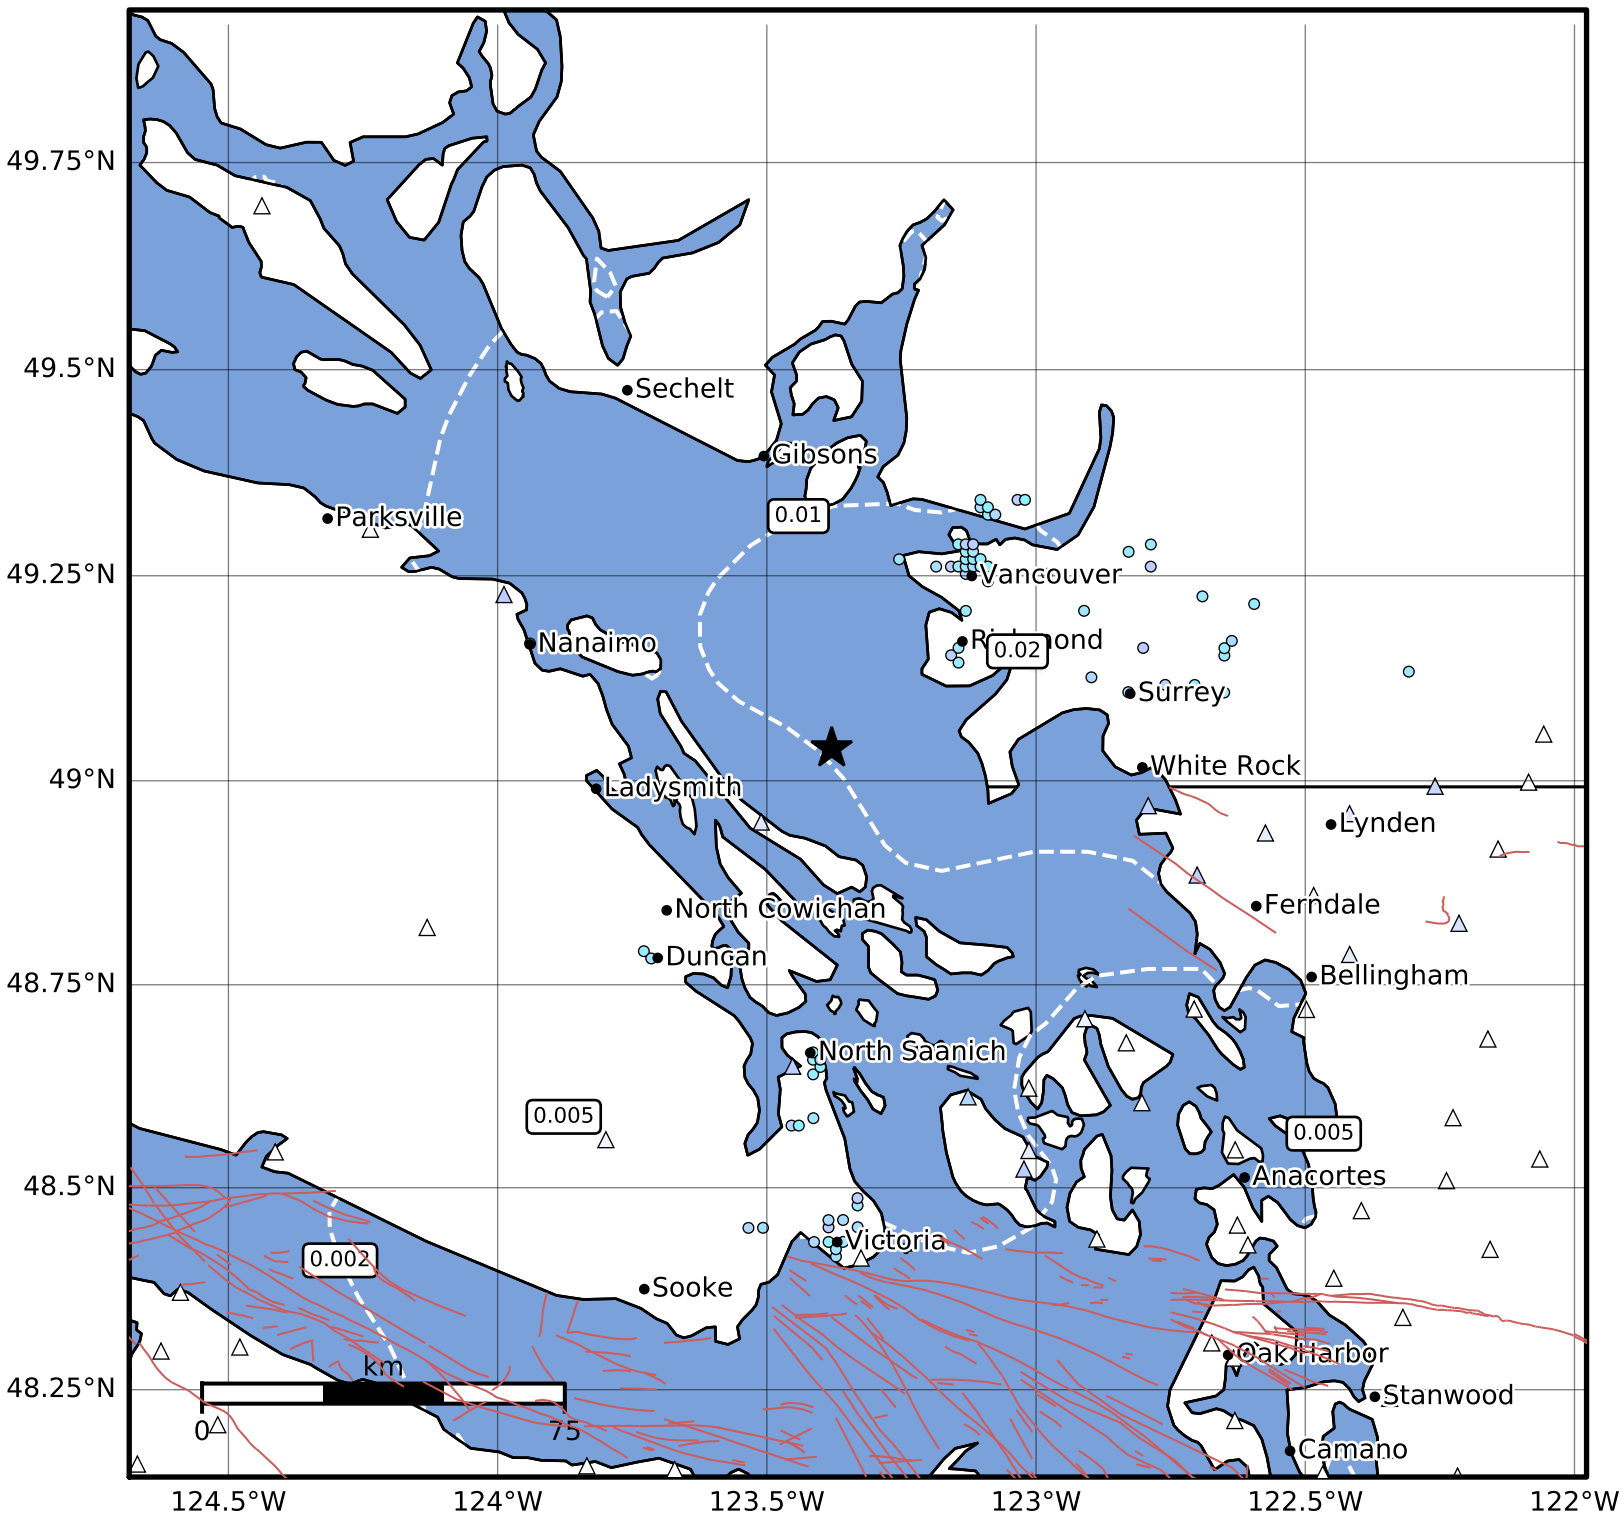 49.75°N
49.5°N
Sechelt
Gibsons
0.01
Parksville
49.25°N
Vancouver
Nanaimo
Richmond
0.02
Surrey
49°N
White Rock
Ladysmith
Lynden
Ferndale
North Cowichan
Duncan
Bellingham
48.75°N
North Saanich
0.005
0.005
48.5°N
Anacortes
Victoria
0.002
Sooke
Oak Harbor
km
48.25°N
Stanwood
0
75
Camano
124.5°W
124°W
123.5°W
123°W
122.5°W
122°W